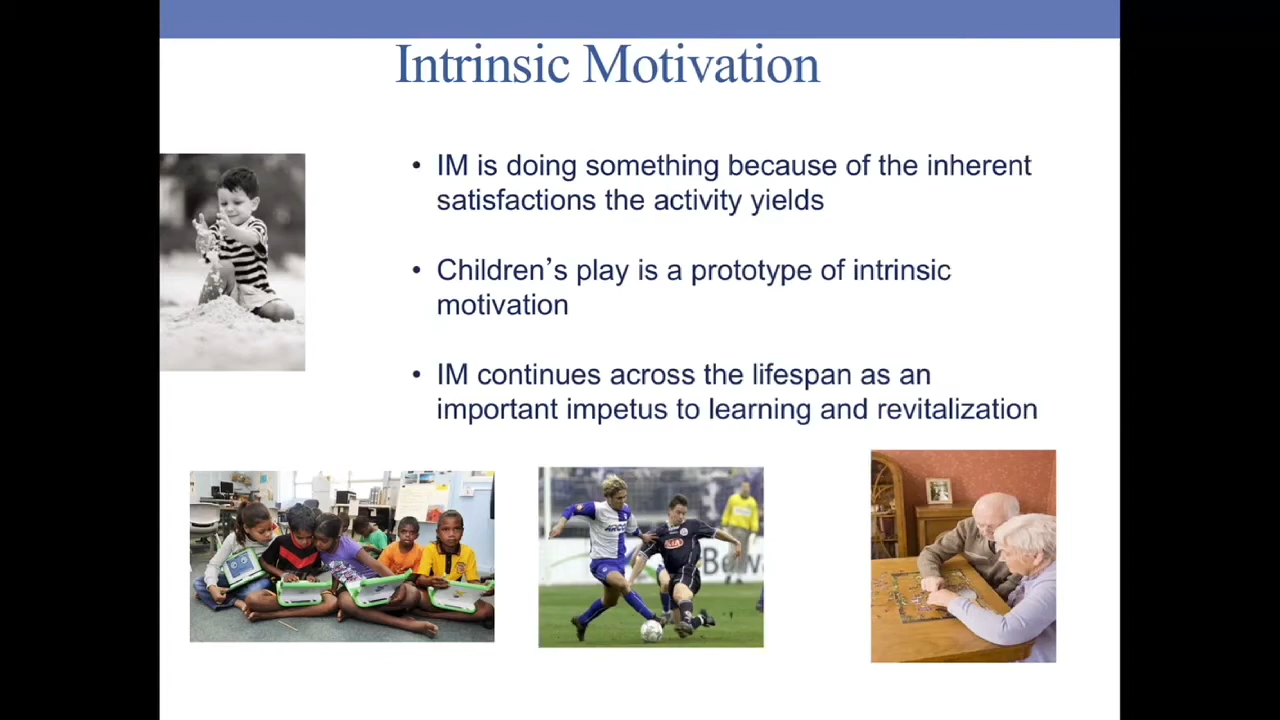 Intrinsic Motivation
• IM is doing something because of the inherent
satisfactions the activity yields
• Children’s play is a prototype of intrinsic
motivation
• IM continues across the lifespan as an
important impetus to learning and revitalization
KIA